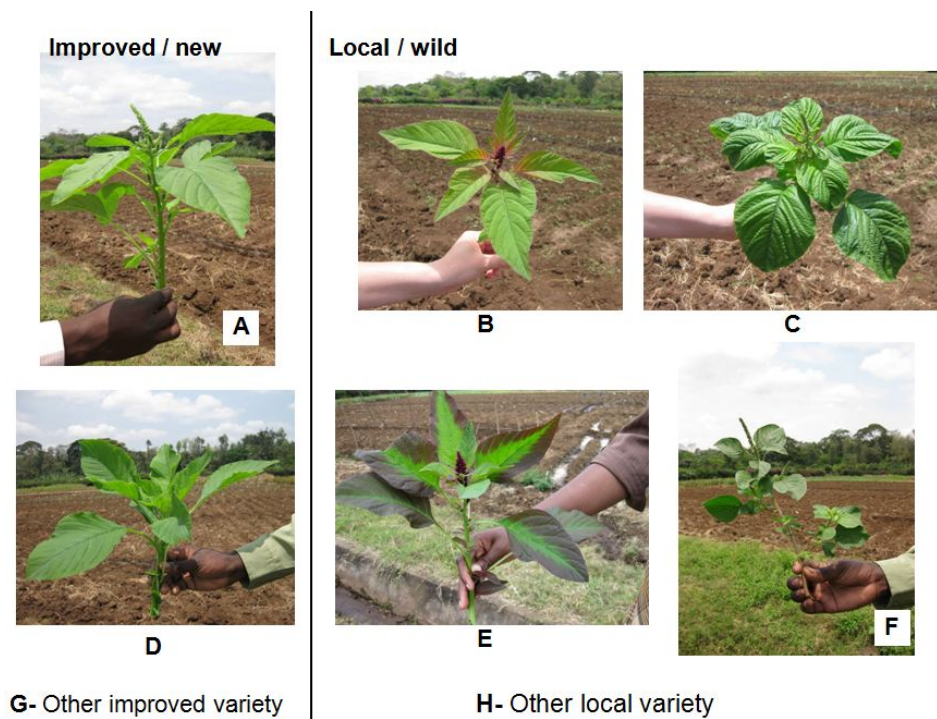 Improved / new
Local / wild
A
B
C
D
E
F
G- Other improved variety
H- Other local variety